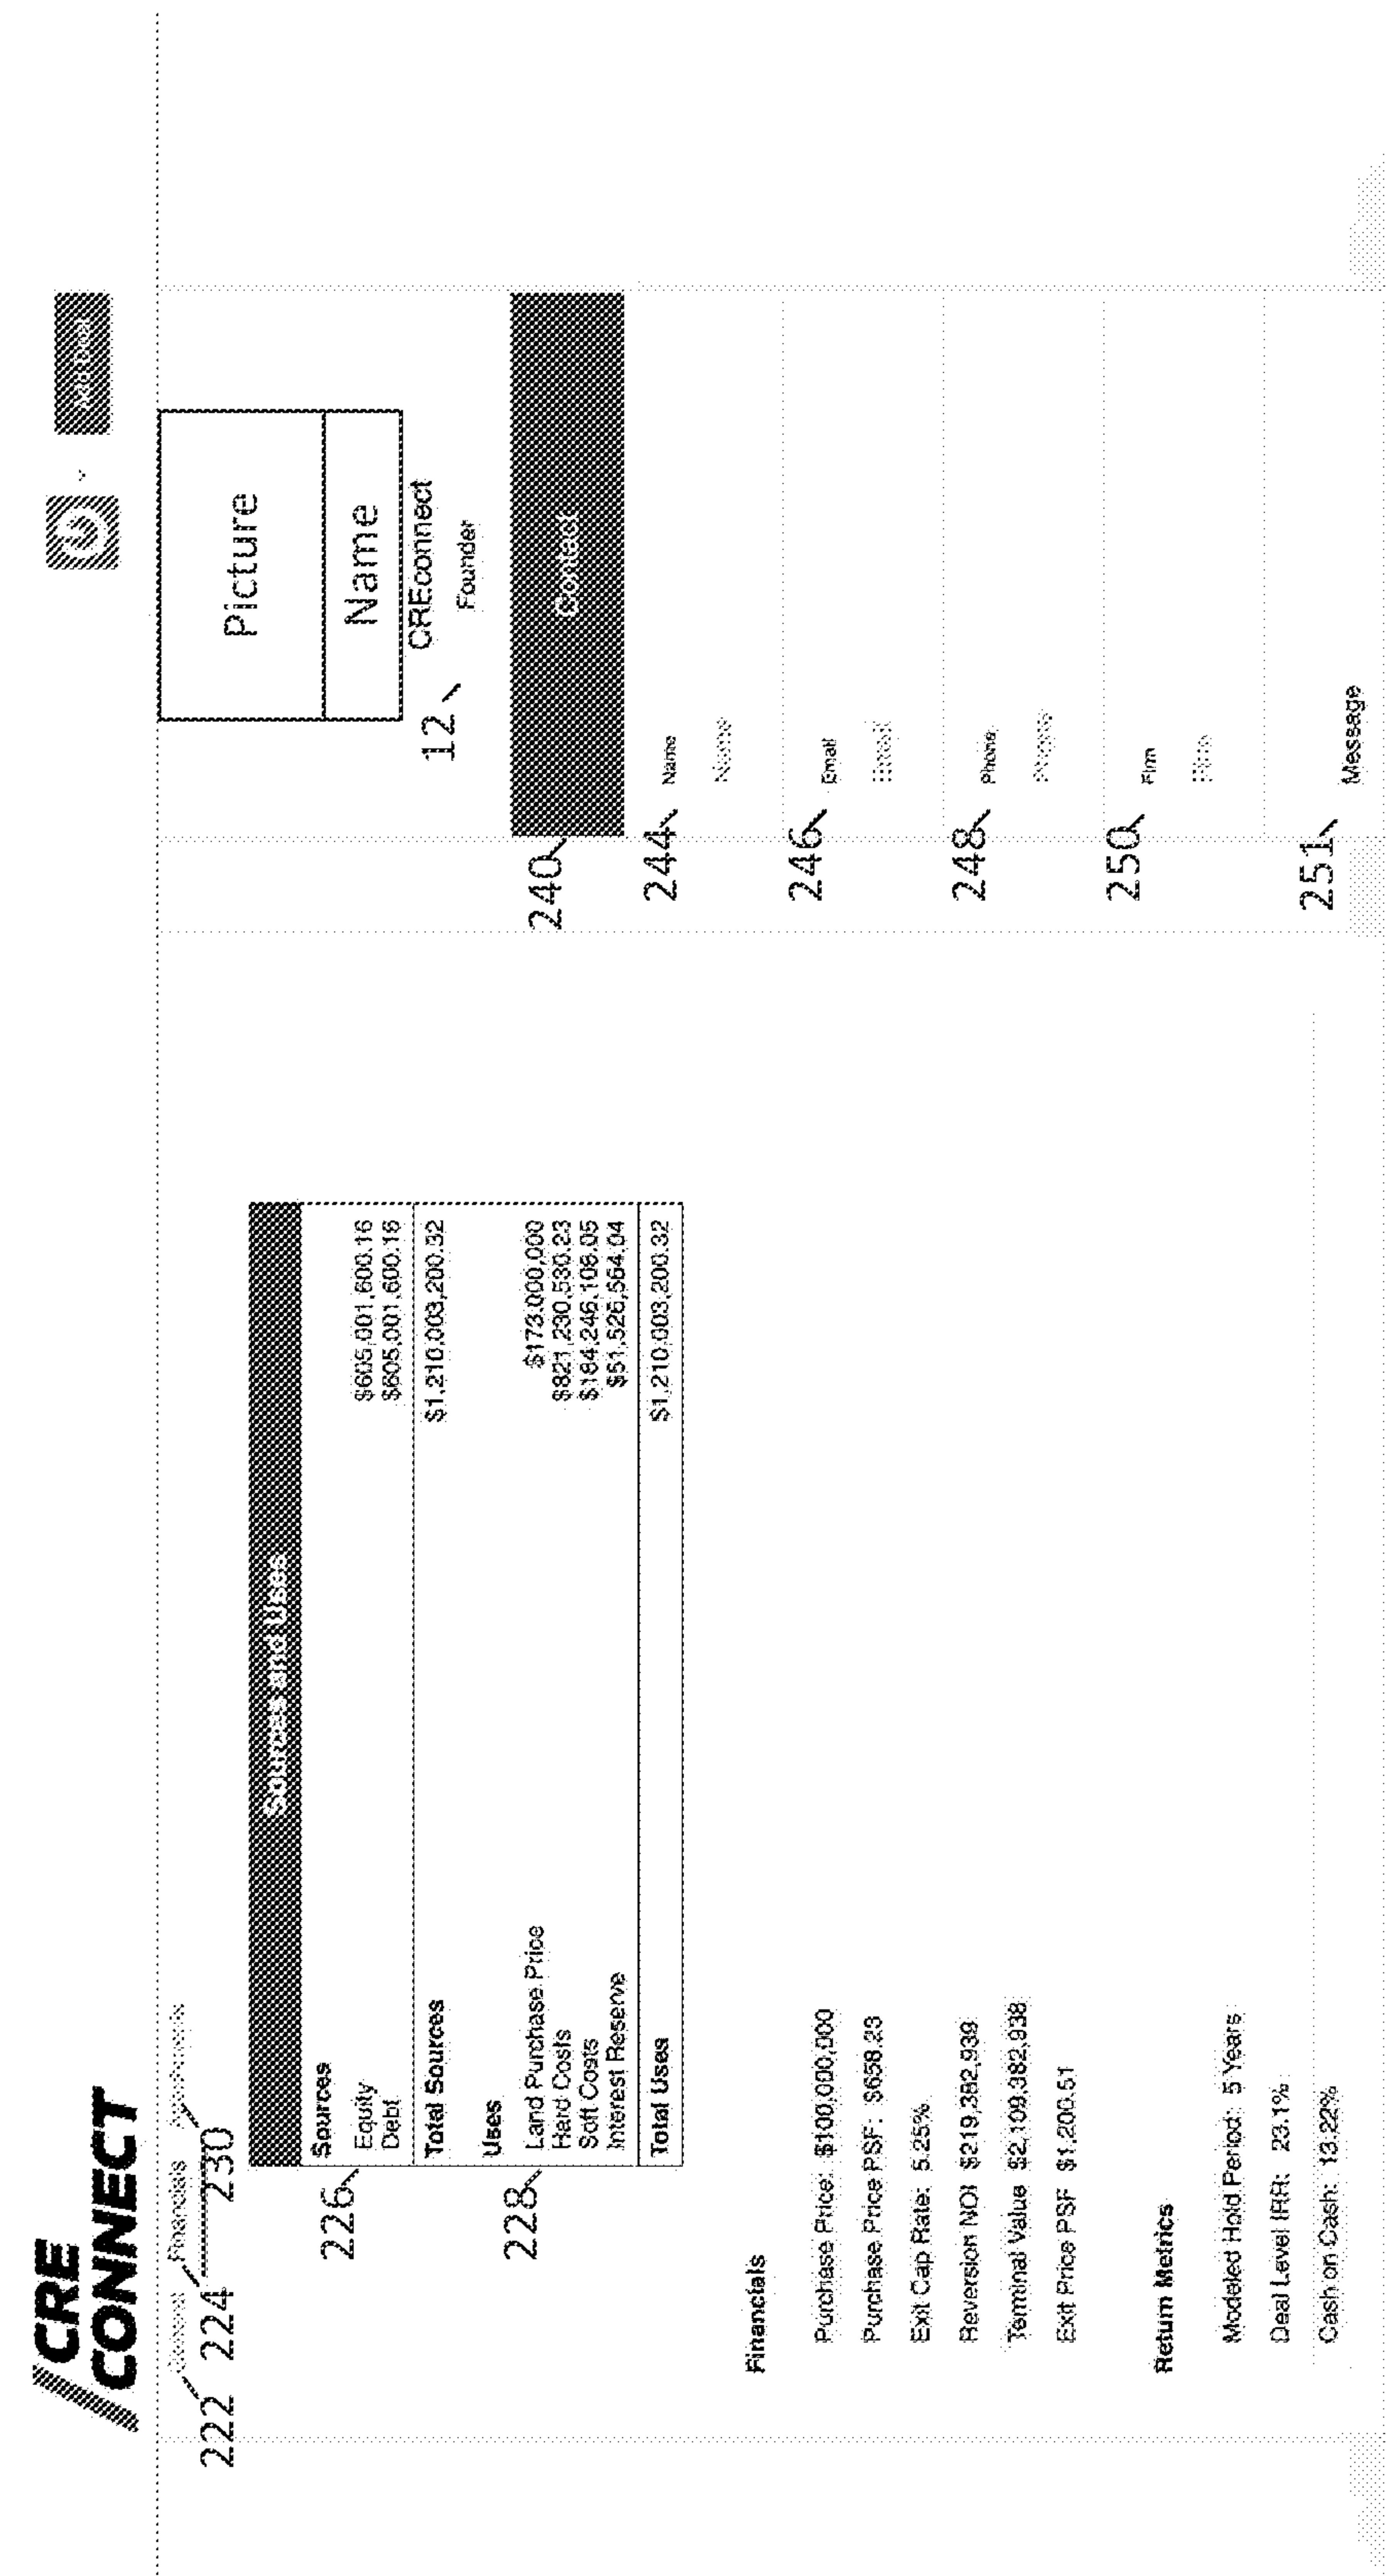 CRE
CONNECT
Add Deal
222
224 Financials
230
Sources and Uses
226
Sources
Equity $605,001,600.16
Debt $605,001,600.16
Total Sources $1,210,003,200.32
228
Uses
Land Purchase Price $173,000,000
Hard Costs $821,230,530.23
Soft Costs $164,246,106.05
Interest Reserve $51,526,564.04
Total Uses $1,210,003,200.32
Financials
Purchase Price: $100,000,000
Purchase Price PSF: $658.23
Exit Cap Rate: 5.25%
Reversion NOI $219,382,939
Terminal Value $2,109,382,938
Exit Price PSF $1,200.51
Return Metrics
Modeled Hold Period: 5 Years
Deal Level IRR: 23.1%
Cash on Cash: 13.22%
Picture
Name
CREconnect
12
Founder
240
Contact
244 Name
Name
246 Email
Email
248 Phone
Phone
250 Firm
Firm
251
Message